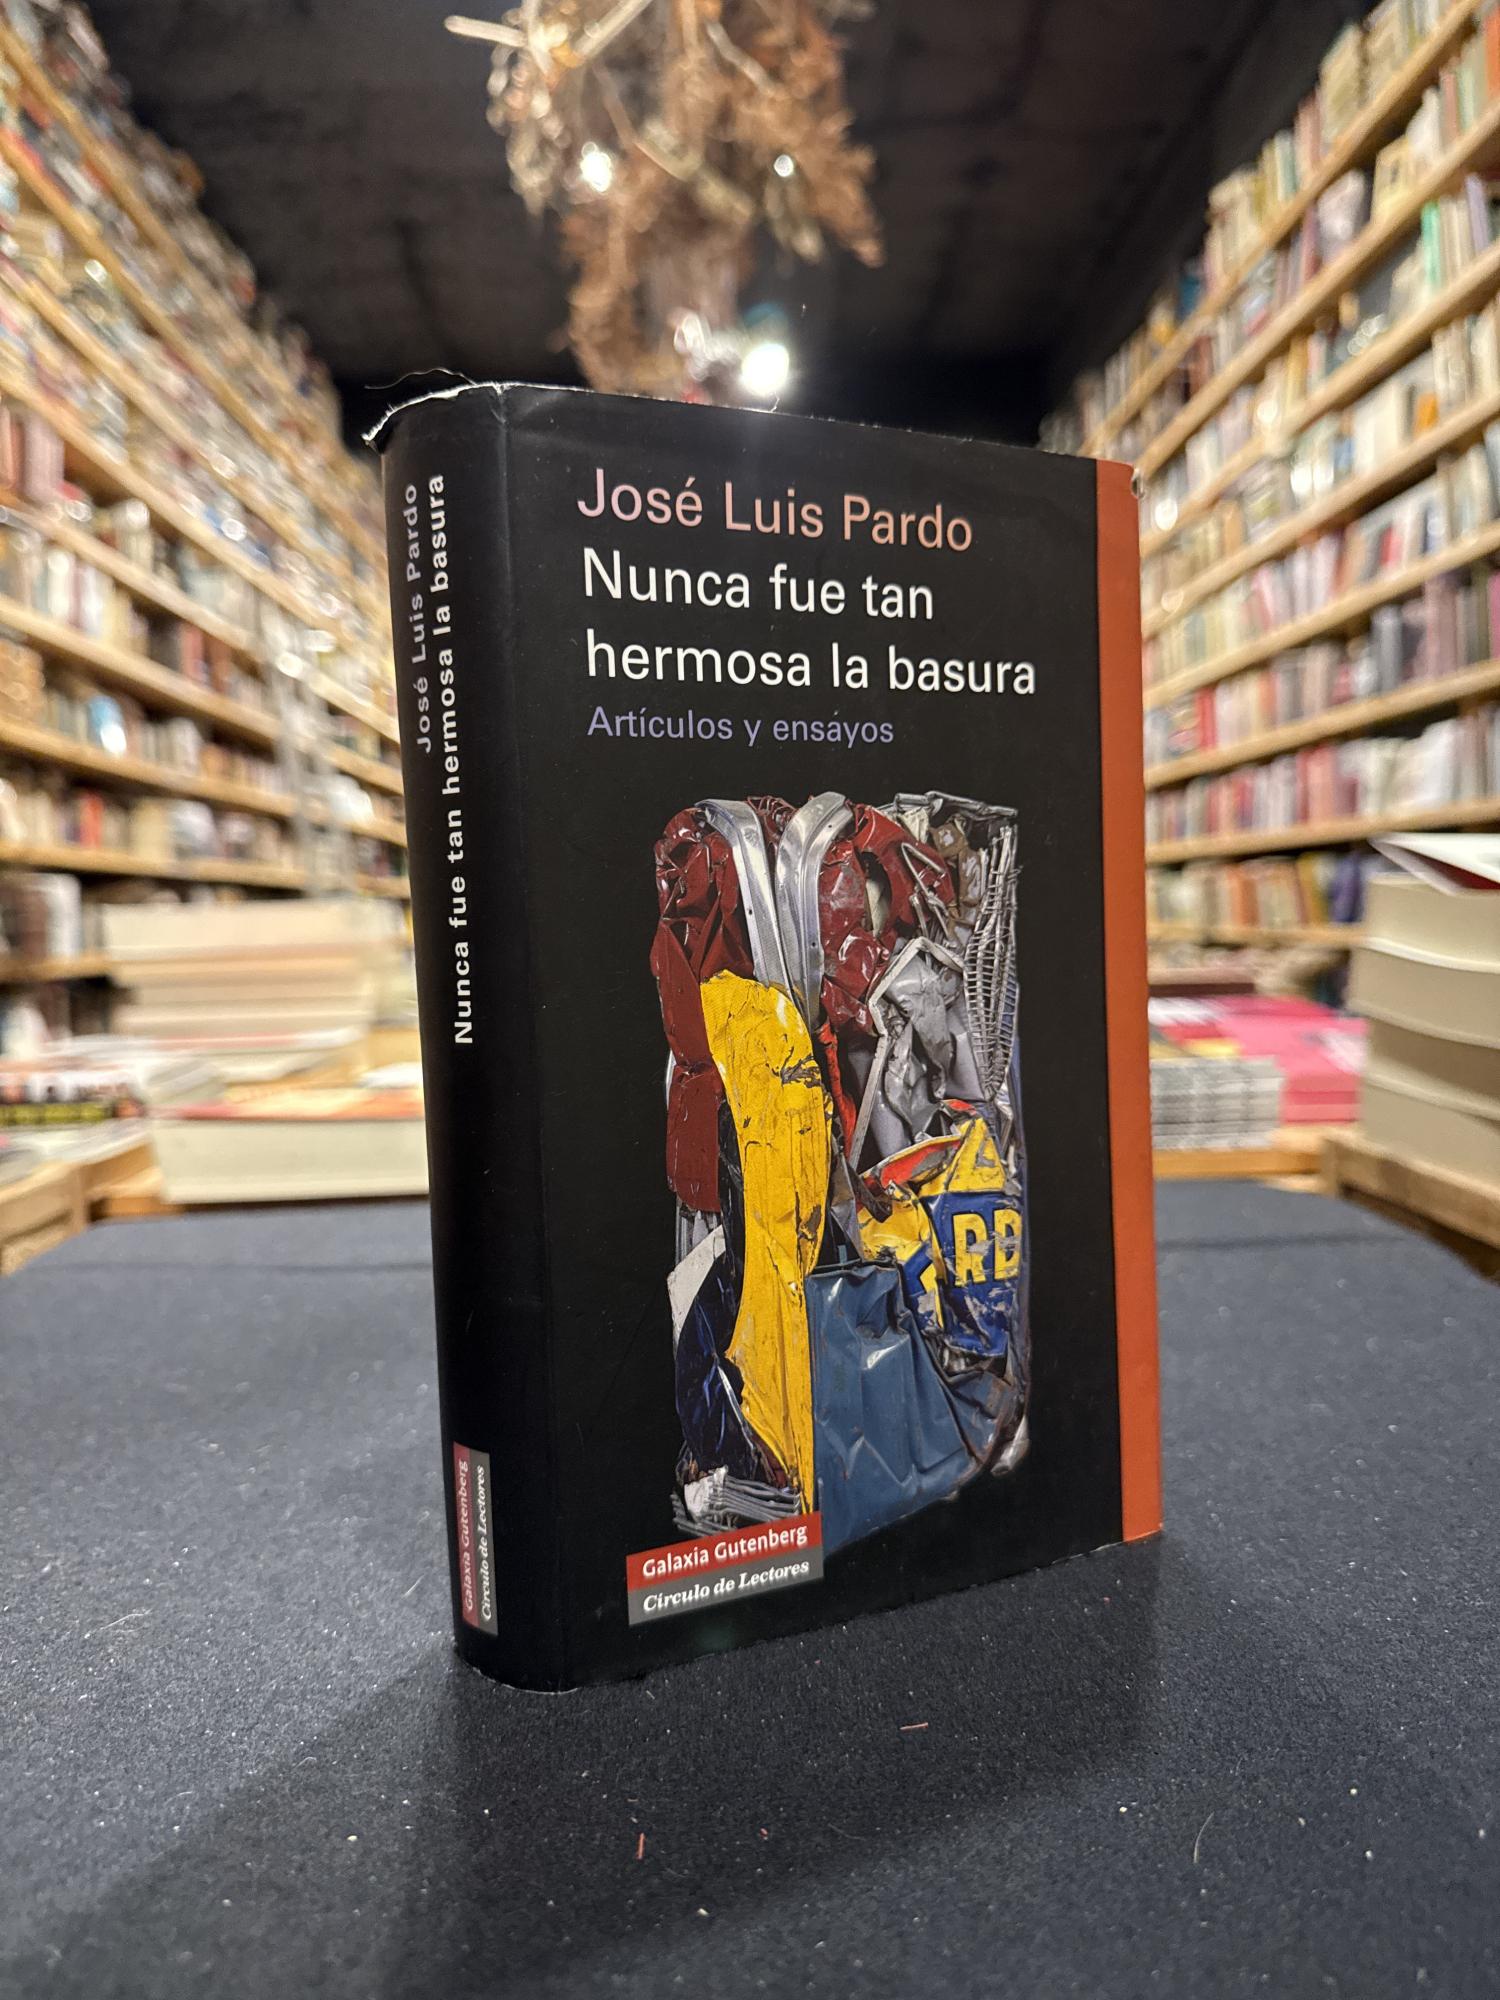 José Luis Pardo
Nunca fue tan
hermosa la basura
Artículos y ensayos
RD
Galaxia Gutenberg
Círculo de Lectores
José Luis Pardo
Nunca fue tan hermosa la basura
Galaxia Gutenberg
Círculo de Lectores